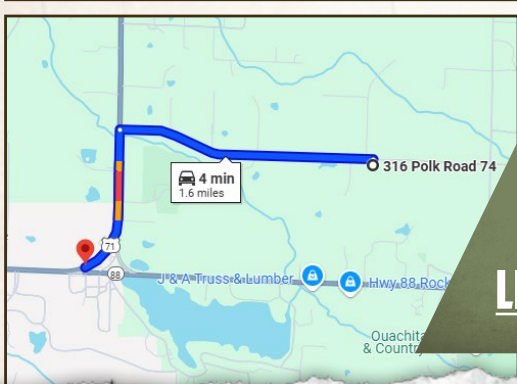 316 Polk Road 74
4 min
1.6 miles
71
88
J & A Truss & Lumber
Hwy 88 Rock
Ouachita
& Country